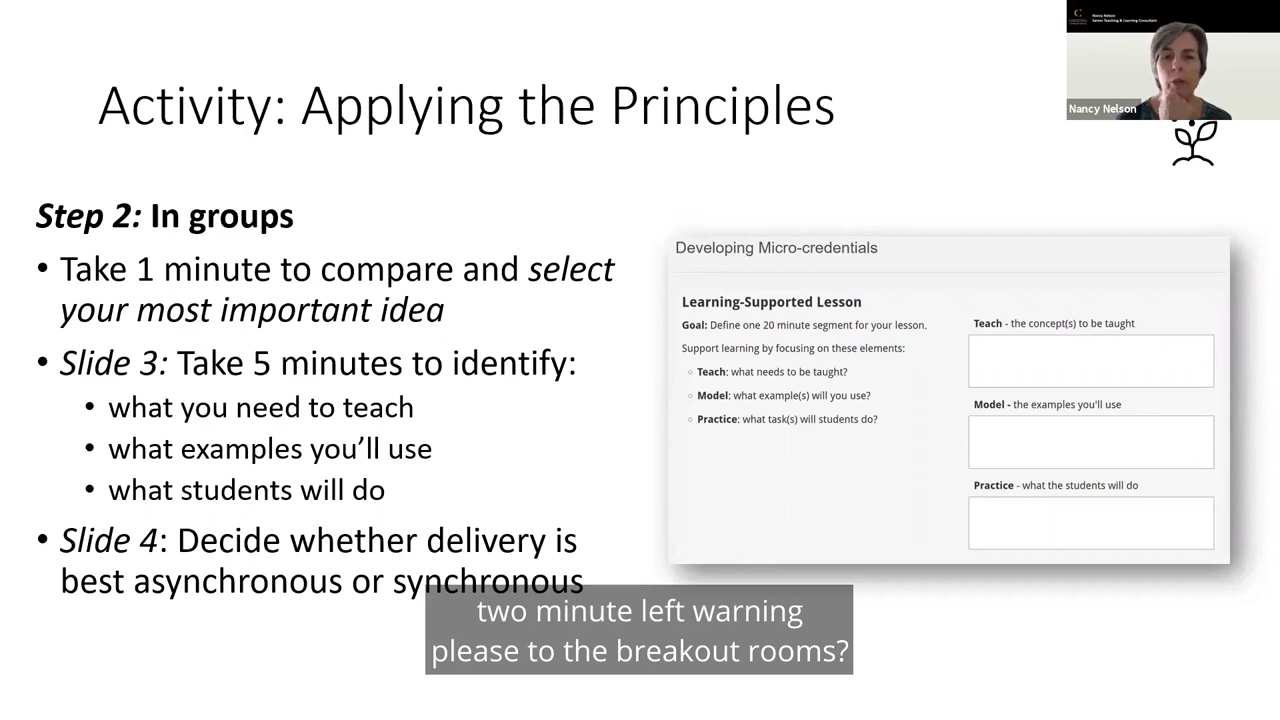 Nancy Nelson
Senior Teaching & Learning Consultant
Nancy Nelson
Activity: Applying the Principles
Step 2: In groups
• Take 1 minute to compare and select
your most important idea
• Slide 3: Take 5 minutes to identify:
• what you need to teach
• what examples you’ll use
• what students will do
• Slide 4: Decide whether delivery is
best asynchronous or synchronous
Developing Micro-credentials
Learning-Supported Lesson
Goal: Define one 20 minute segment for your lesson.
Support learning by focusing on these elements:
Teach: what needs to be taught?
Model: what example(s) will you use?
Practice: what task(s) will students do?
Teach - the concept(s) to be taught
Model - the examples you'll use
Practice - what the students will do
two minute left warning
please to the breakout rooms?